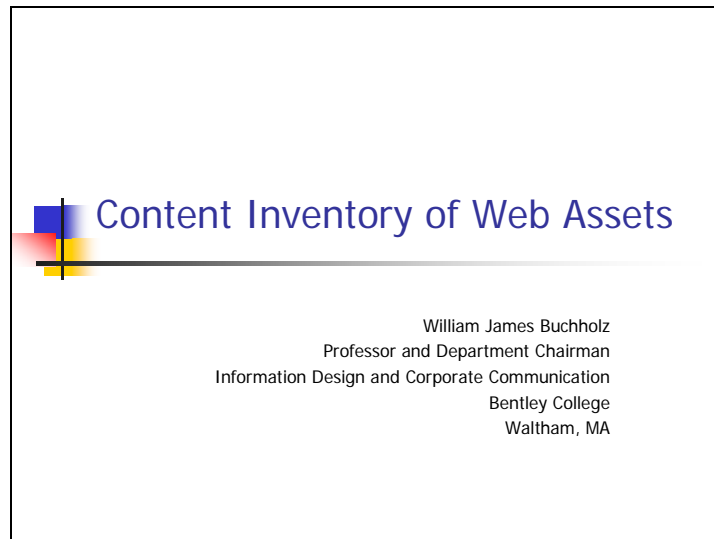 Content Inventory of Web Assets
William James Buchholz
Professor and Department Chairman
Information Design and Corporate Communication
Bentley College
Waltham, MA